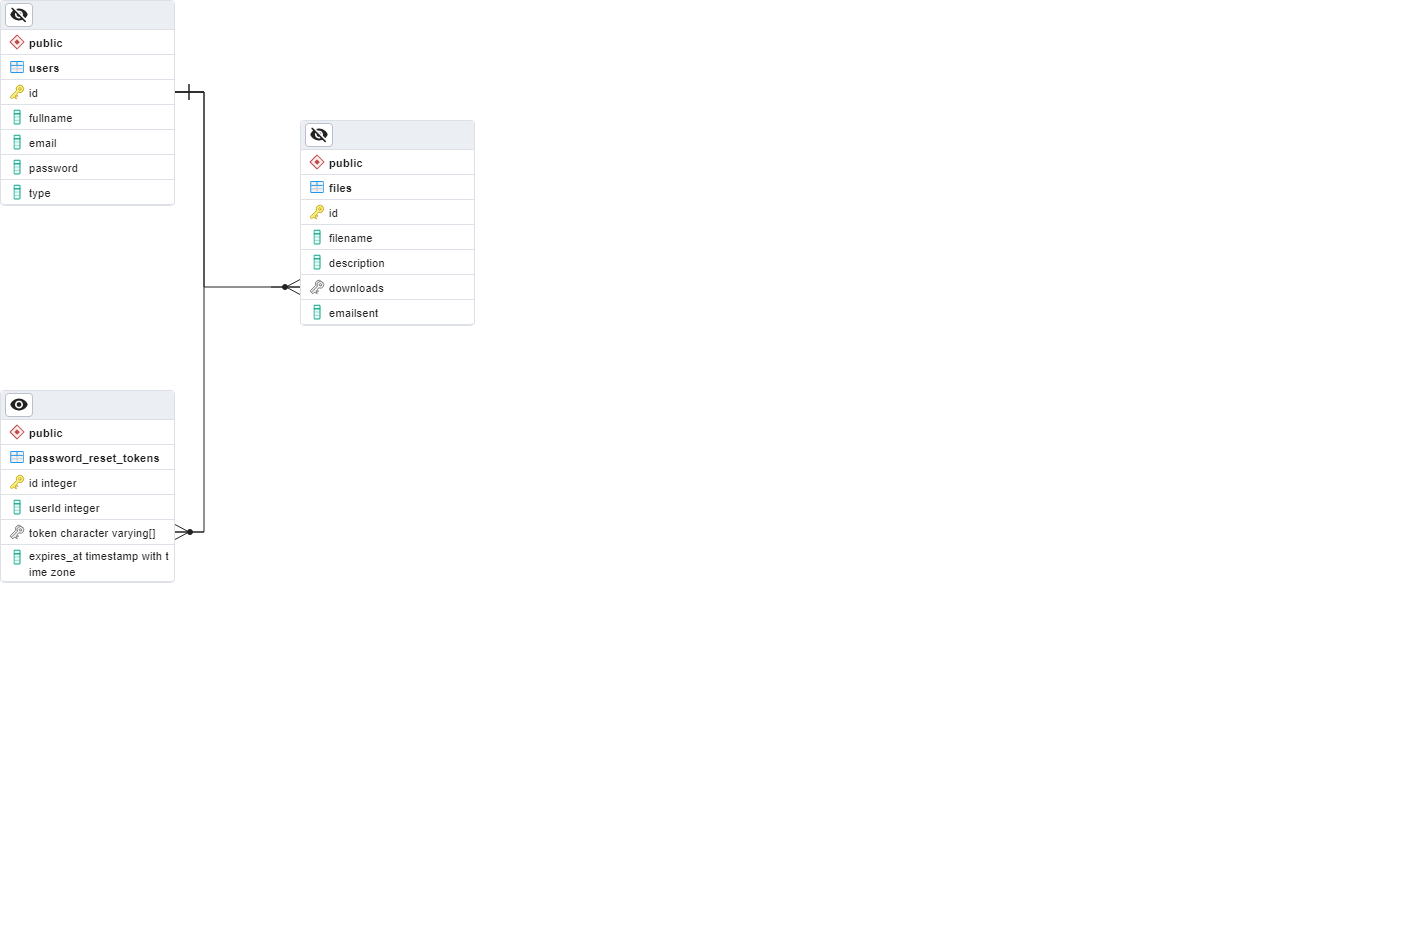 public
users
id
fullname
email
password
type
public
files
id
filename
description
downloads
emailsent
public
password_reset_tokens
id integer
userId integer
token character varying[]
expires_at timestamp with t
ime zone